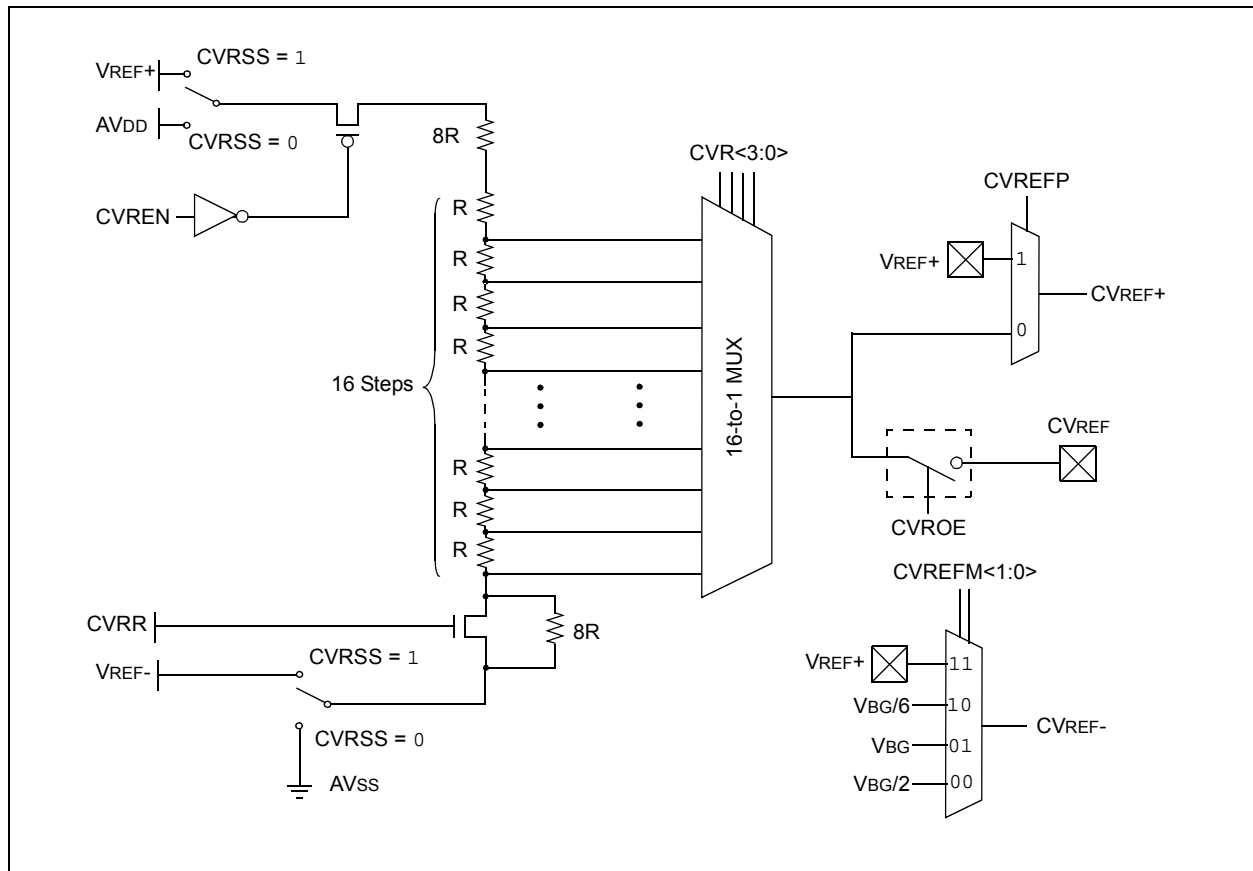 CVRSS = 1
VREF+
AVDD
CVRSS = 0
CVREN
8R
R
R
R
R
16 Steps
R
R
R
CVRR
8R
VREF-
CVRSS = 1
CVRSS = 0
AVSS
CVR<3:0>
16-to-1 MUX
CVREFP
VREF+
1
CVREF+
0
CVREF
CVROE
CVREFM<1:0>
VREF+
11
VBG/6
10
CVREF-
VBG
01
VBG/2
00